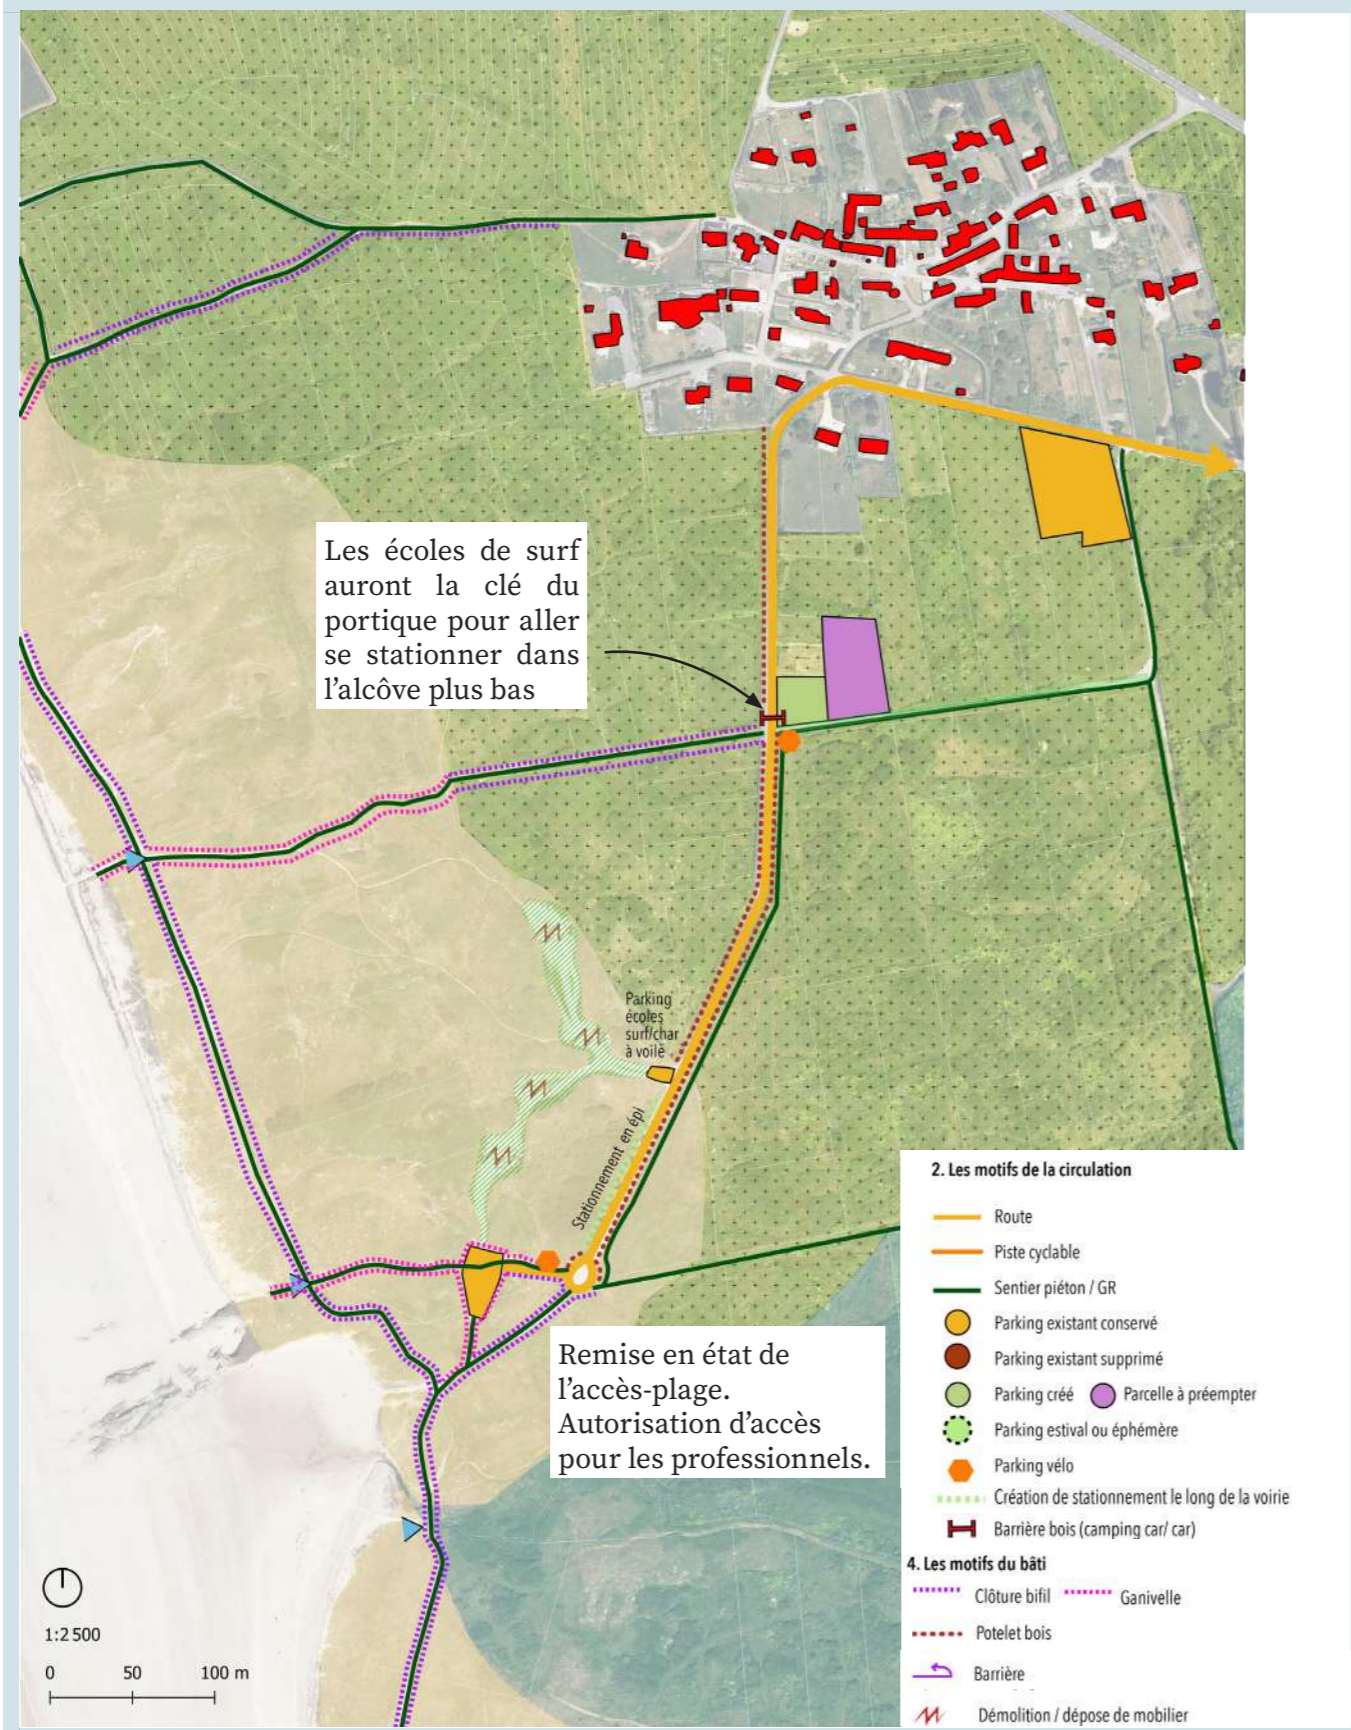 Les écoles de surf
auront la clé du
portique pour aller
se stationner dans
l’alcôve plus bas
Parking
écoles
surf/char
à voile
Stationnement en épi
Remise en état de
l’accès-plage.
Autorisation d’accès
pour les professionnels.
1:2 500
0 50 100 m
2. Les motifs de la circulation
Route
Piste cyclable
Sentier piéton / GR
Parking existant conservé
Parking existant supprimé
Parking créé Parcelle à préempter
Parking estival ou éphémère
Parking vélo
Création de stationnement le long de la voirie
Barrière bois (camping car/ car)
4. Les motifs du bâti
Clôture bifil Ganivelle
Potelet bois
Barrière
Démolition / dépose de mobilier